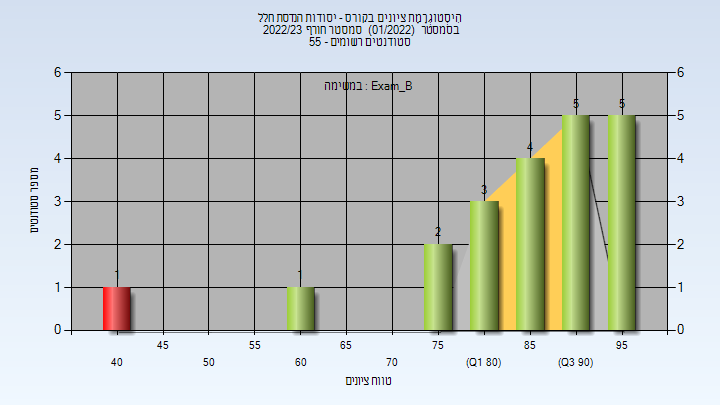 היסטוגרמת ציונים בקורס - יסודות הנדסת חלל
בסמסטר (01/2022) סמסטר חורף 2022/23
סטודנטים רשומים - 55
במשימה : Exam_B
מספר סטודנטים
6 6
5 5 5 5
4 4 4
3 3 3
2 2 2
1 1 1 1
0 0
45 55 65 75 85 95
40 50 60 70 (Q1 80) (Q3 90)
טווח ציונים